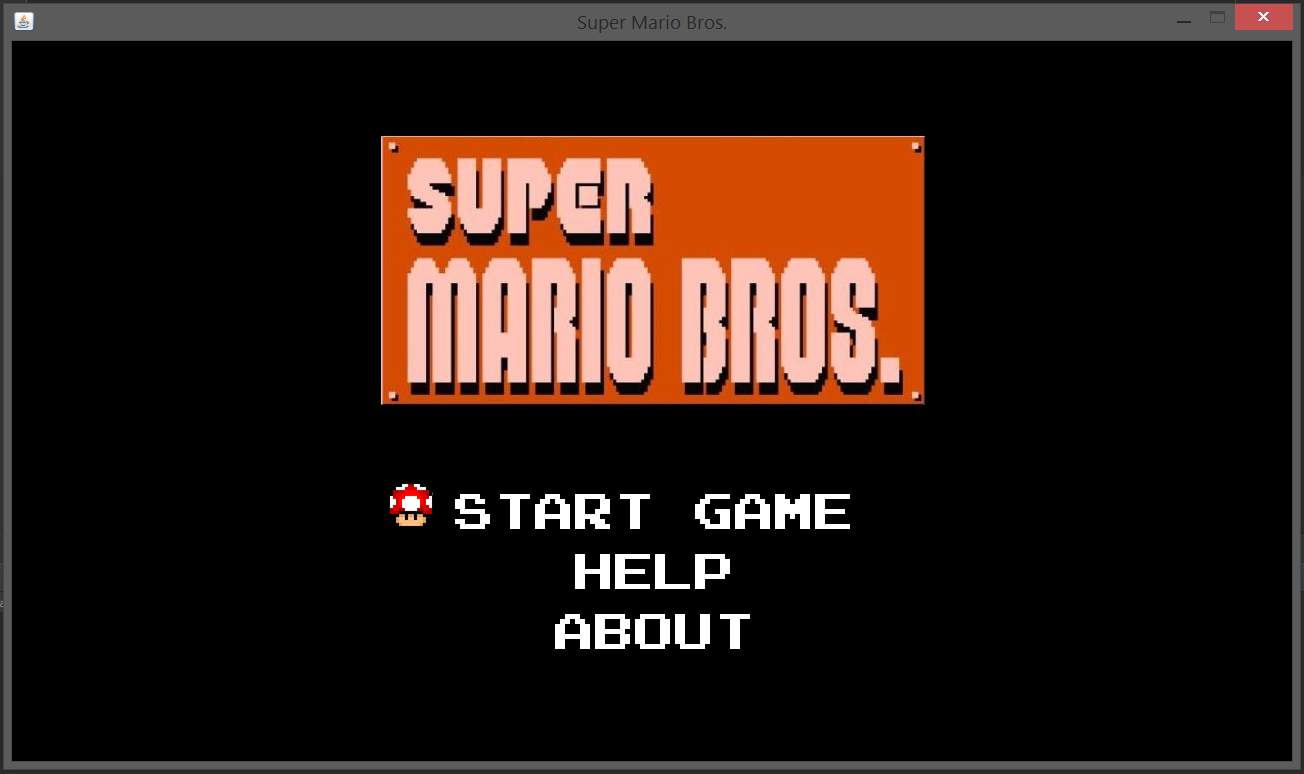 Super Mario Bros.
SUPER
MARIO BROS.
START GAME
HELP
ABOUT